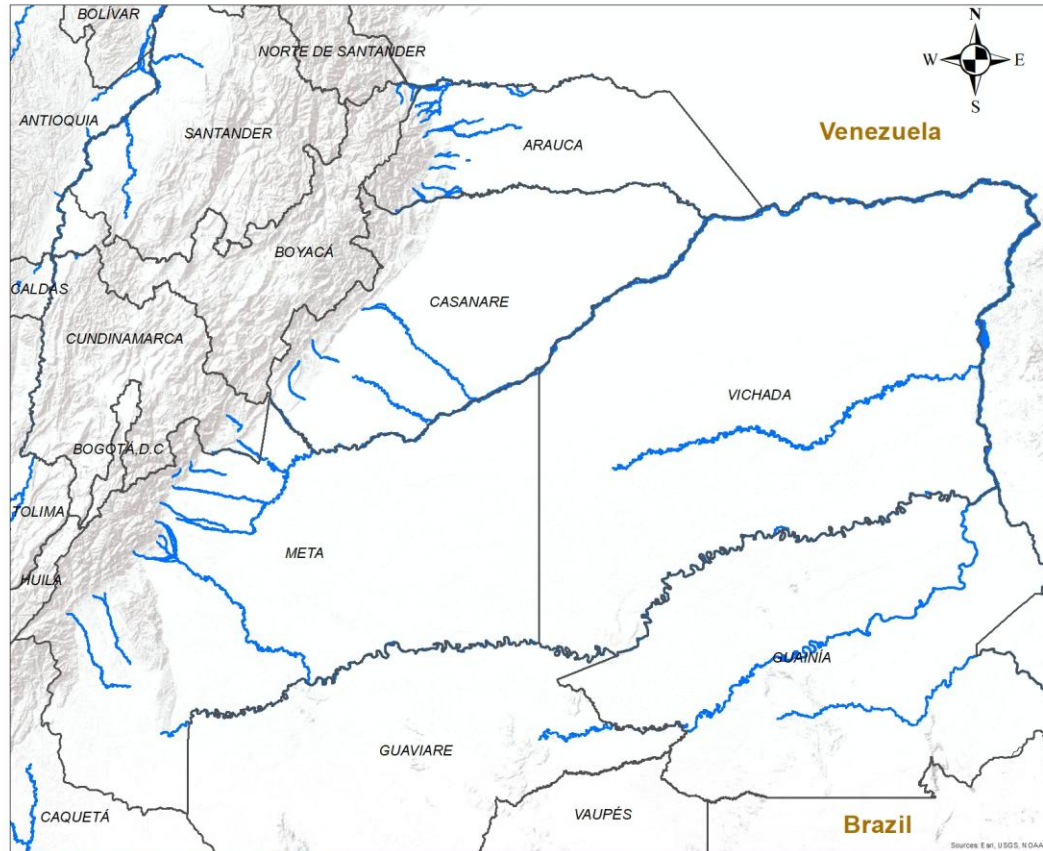 BOLÍVAR
N
NORTE DE SANTANDER
W
E
S
ANTIOQUIA
SANTANDER
ARAUCA
Venezuela
BOYACÁ
CALDAS
CASANARE
CUNDINAMARCA
VICHADA
BOGOTÁ,D.C
TOLIMA
META
HUILA
GUAINÍA
GUAVIARE
CAQUETÁ
VAUPÉS
Brazil
Sources: Esri, USGS, NOAA